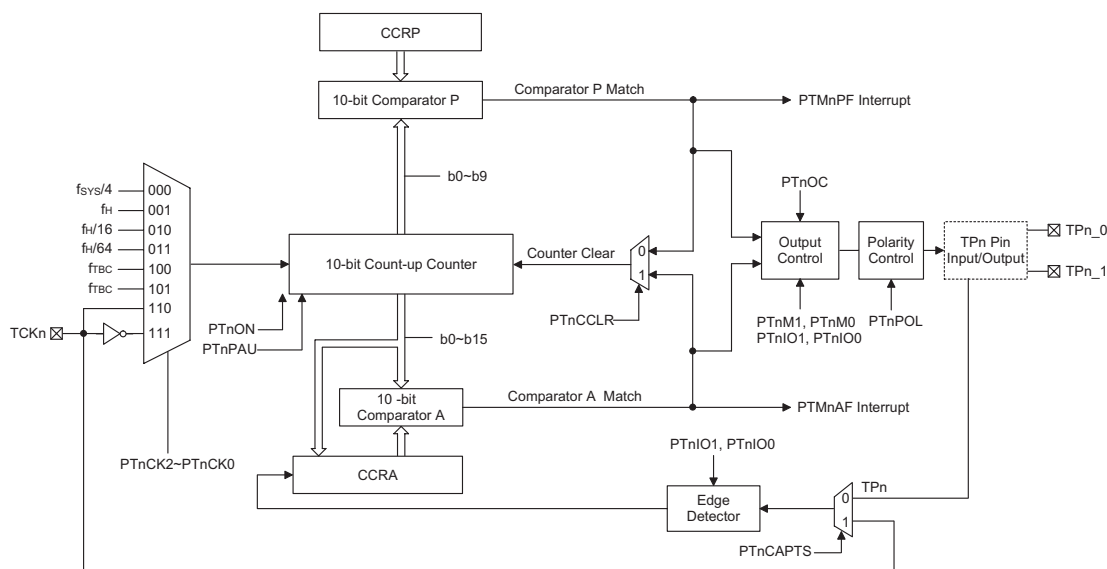 CCRP
10-bit Comparator P
Comparator P Match
PTMnPF Interrupt
b0~b9
fSYS/4
fH
fH/16
fH/64
fTBC
fTBC
000
001
010
011
100
101
110
111
TCKn
PTnCK2~PTnCK0
10-bit Count-up Counter
PTnON
PTnPAU
Counter Clear
0
1
PTnCCLR
PTnOC
Output
Control
PTnM1, PTnM0
PTnIO1, PTnIO0
Polarity
Control
PTnPOL
TPn Pin
Input/Output
TPn_0
TPn_1
b0~b15
10 -bit
Comparator A
Comparator A Match
PTMnAF Interrupt
CCRA
PTnIO1, PTnIO0
Edge
Detector
TPn
0
1
PTnCAPTS